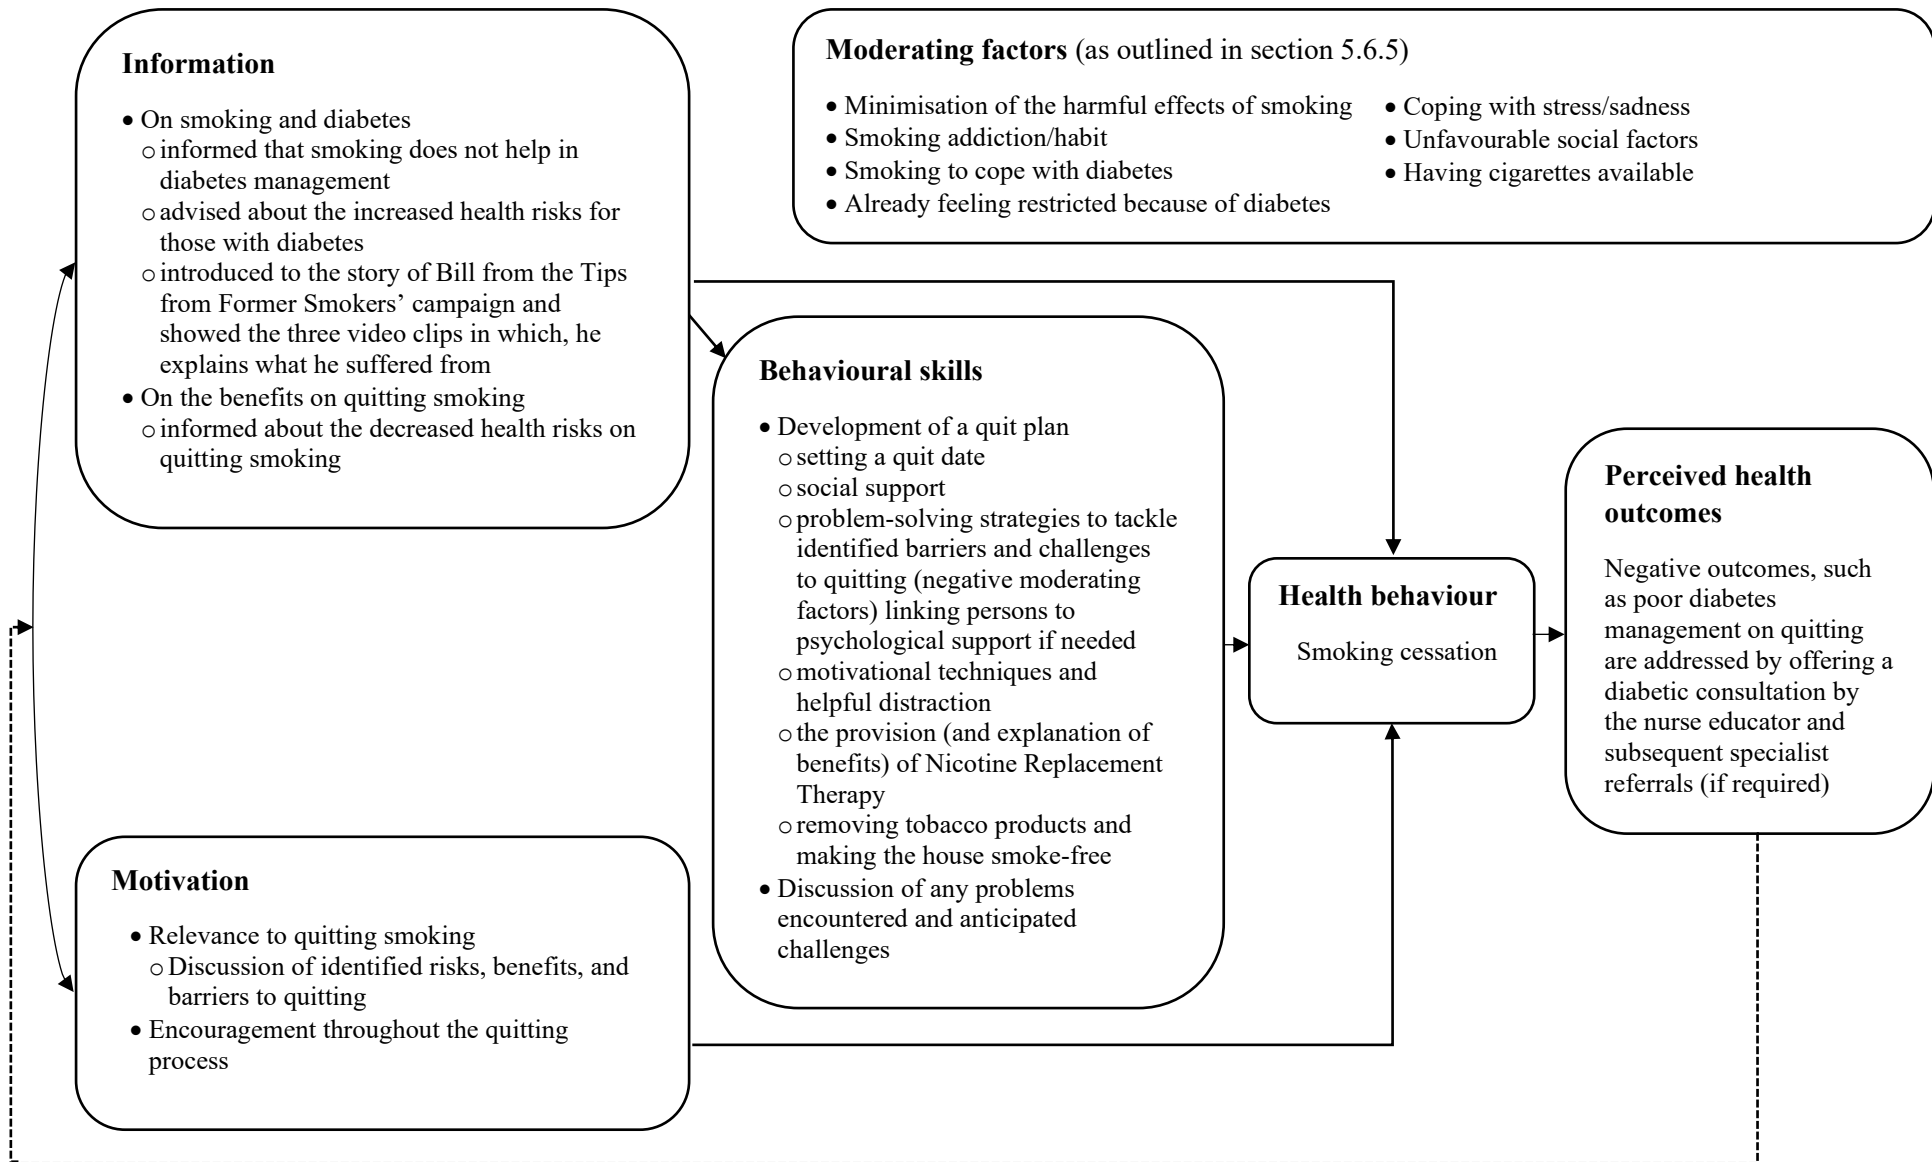 Information
• On smoking and diabetes
○ informed that smoking does not help in
diabetes management
○ advised about the increased health risks for
those with diabetes
○ introduced to the story of Bill from the Tips
from Former Smokers’ campaign and
showed the three video clips in which, he
explains what he suffered from
• On the benefits on quitting smoking
○ informed about the decreased health risks on
quitting smoking
Moderating factors (as outlined in section 5.6.5)
• Minimisation of the harmful effects of smoking
• Smoking addiction/habit
• Smoking to cope with diabetes
• Already feeling restricted because of diabetes
• Coping with stress/sadness
• Unfavourable social factors
• Having cigarettes available
Behavioural skills
• Development of a quit plan
○ setting a quit date
○ social support
○ problem-solving strategies to tackle
identified barriers and challenges
to quitting (negative moderating
factors) linking persons to
psychological support if needed
○ motivational techniques and
helpful distraction
○ the provision (and explanation of
benefits) of Nicotine Replacement
Therapy
○ removing tobacco products and
making the house smoke-free
• Discussion of any problems
encountered and anticipated
challenges
Health behaviour
Smoking cessation
Perceived health
outcomes
Negative outcomes, such
as poor diabetes
management on quitting
are addressed by offering a
diabetic consultation by
the nurse educator and
subsequent specialist
referrals (if required)
Motivation
• Relevance to quitting smoking
○ Discussion of identified risks, benefits, and
barriers to quitting
• Encouragement throughout the quitting
process